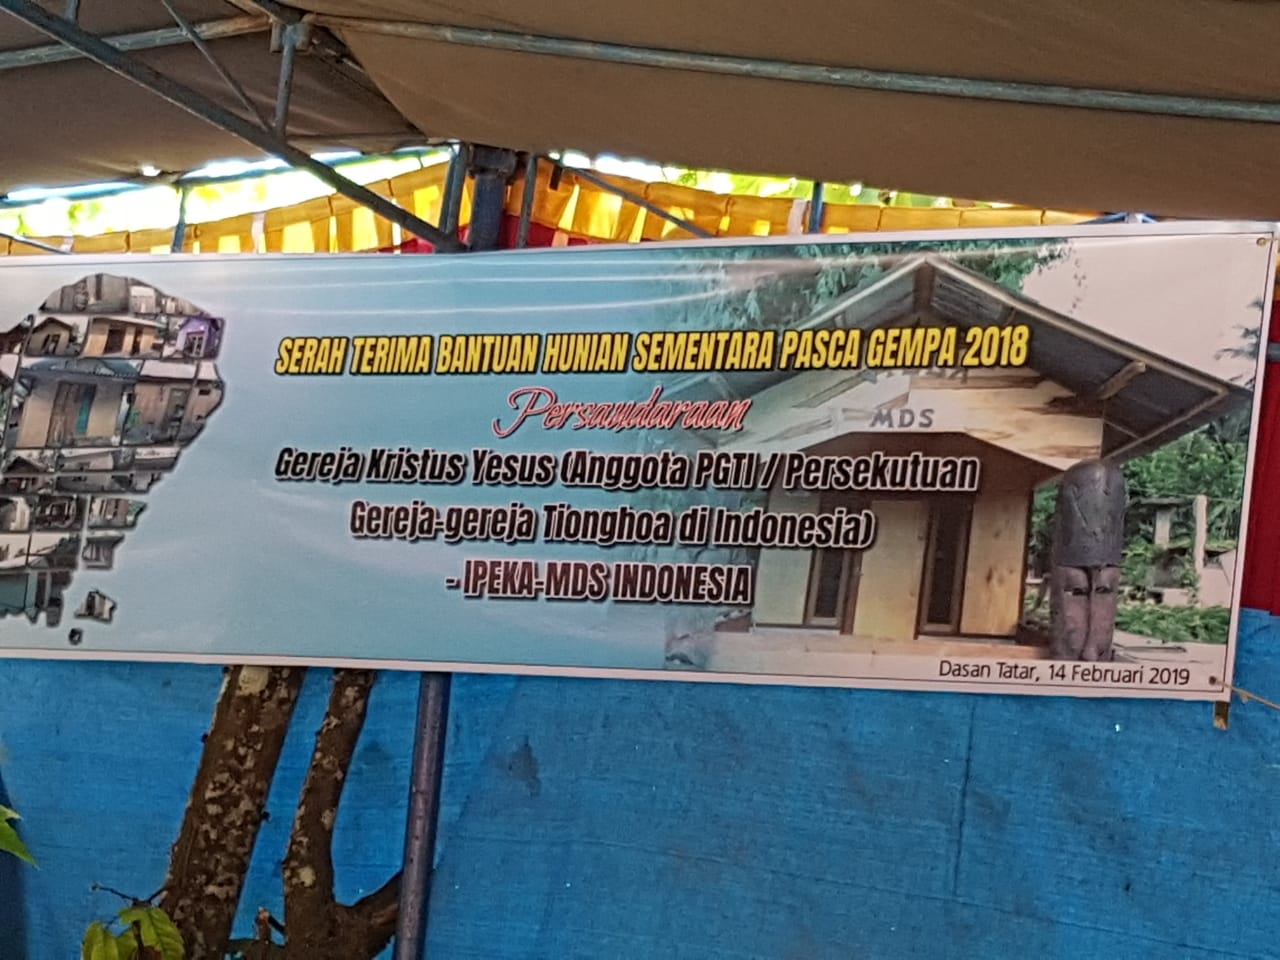 SERAH TERIMA BANTUAN HUNIAN SEMENTARA PASCA GEMPA 2018
Persaudaraan
MDS
Gereja Kristus Yesus (Anggota PGTI / Persekutuan
Gereja-gereja Tionghoa di Indonesia)
- IPEKA-MDS INDONESIA
Dasan Tatar, 14 Februari 2019